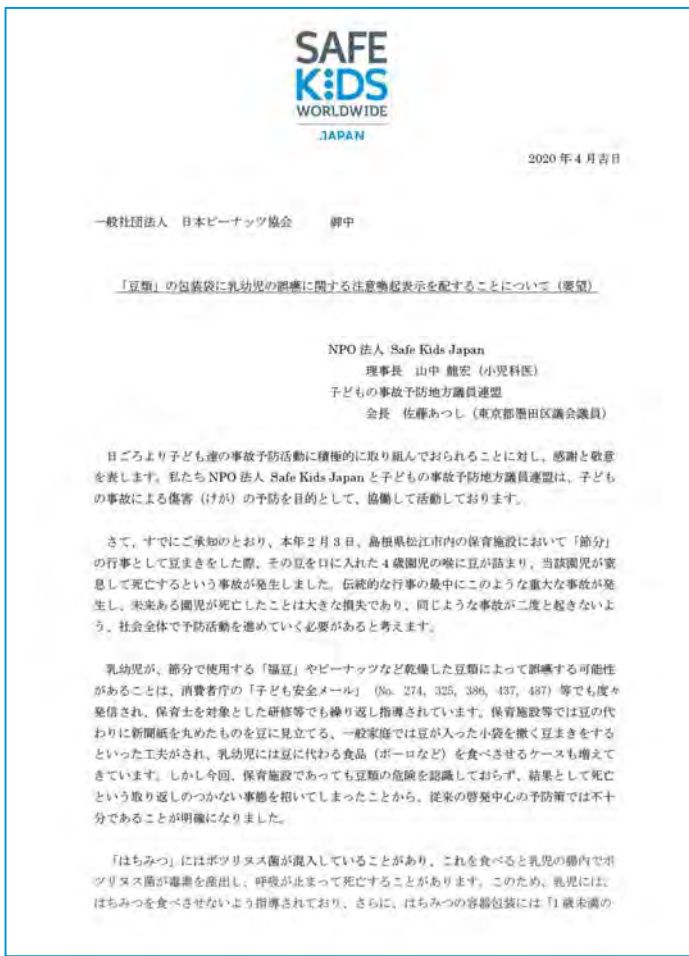 SAFE
KIDS
WORLDWIDE
JAPAN
2020年4月吉日
一般社団法人　日本ピーナッツ協会　　御中
「豆類」の包装袋に乳幼児の誤嚥に関する注意喚起表示を配することについて（要望）
NPO 法人 Safe Kids Japan
理事長　山中 龍宏（小児科医）
子どもの事故予防地方議員連盟
会長　佐藤あつし（東京都墨田区議会議員）
日ごろより子ども達の事故予防活動に積極的に取り組んでおられることに対し、感謝と敬意
を表します。私たち NPO 法人 Safe Kids Japan と子どもの事故予防地方議員連盟は、子ども
の事故による傷害（けが）の予防を目的として、協働して活動しております。
さて、すでにご承知のとおり、本年2月3日、島根県松江市内の保育施設において「節分」
の行事として豆まきをした際、その豆を口に入れた4歳園児の喉に豆が詰まり、当該園児が窒
息して死亡するという事故が発生しました。伝統的な行事の最中にこのような重大な事故が発
生し、未来ある園児が死亡したことは大きな損失であり、同じような事故が二度と起きないよ
う、社会全体で予防活動を進めていく必要があると考えます。
乳幼児が、節分で使用する「福豆」やピーナッツなど乾燥した豆類によって誤嚥する可能性
があることは、消費者庁の「子ども安全メール」（No. 274, 325, 386, 437, 487）等でも度々
発信され、保育士を対象とした研修等でも繰り返し指導されています。保育施設等では豆の代
わりに新聞紙を丸めたものを豆に見立てる、一般家庭では豆が入った小袋を撒く豆まきをする
といった工夫がされ、乳幼児には豆に代わる食品（ボーロなど）を食べさせるケースも増えて
きています。しかし今回、保育施設であっても豆類の危険を認識しておらず、結果として死亡
という取り返しのつかない事態を招いてしまったことから、従来の啓発中心の予防策では不十
分であることが明確になりました。
「はちみつ」にはボツリヌス菌が混入していることがあり、これを食べると乳児の腸内でボ
ツリヌス菌が毒素を産出し、呼吸が止まって死亡することがあります。このため、乳児には、
はちみつを食べさせないよう指導されており、さらに、はちみつの容器包装には「1歳未満の